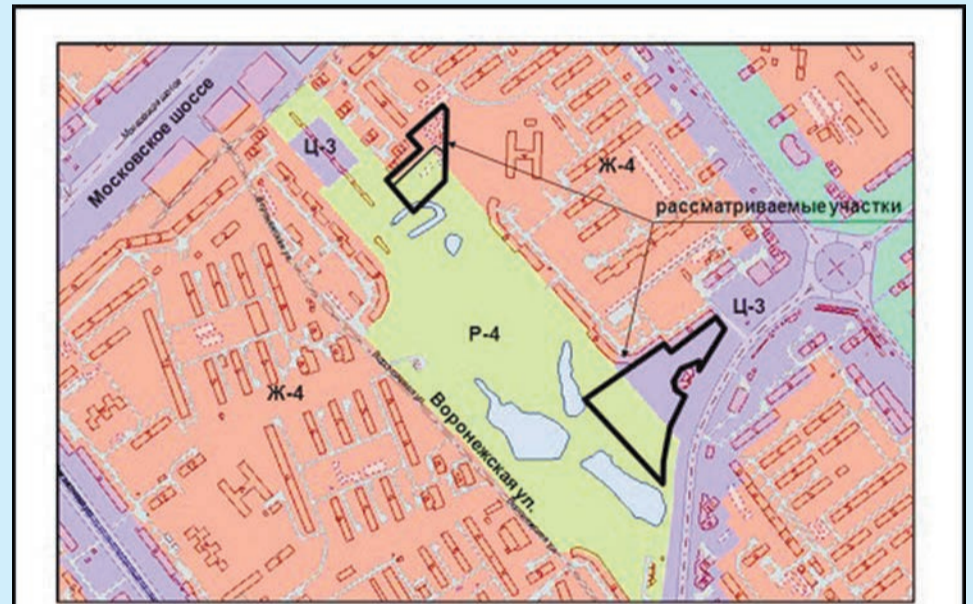 Московское шоссе
Ц-3
Ж-4
рассматриваемые участки
Ц-3
Р-4
Ж-4
Воронежская ул.